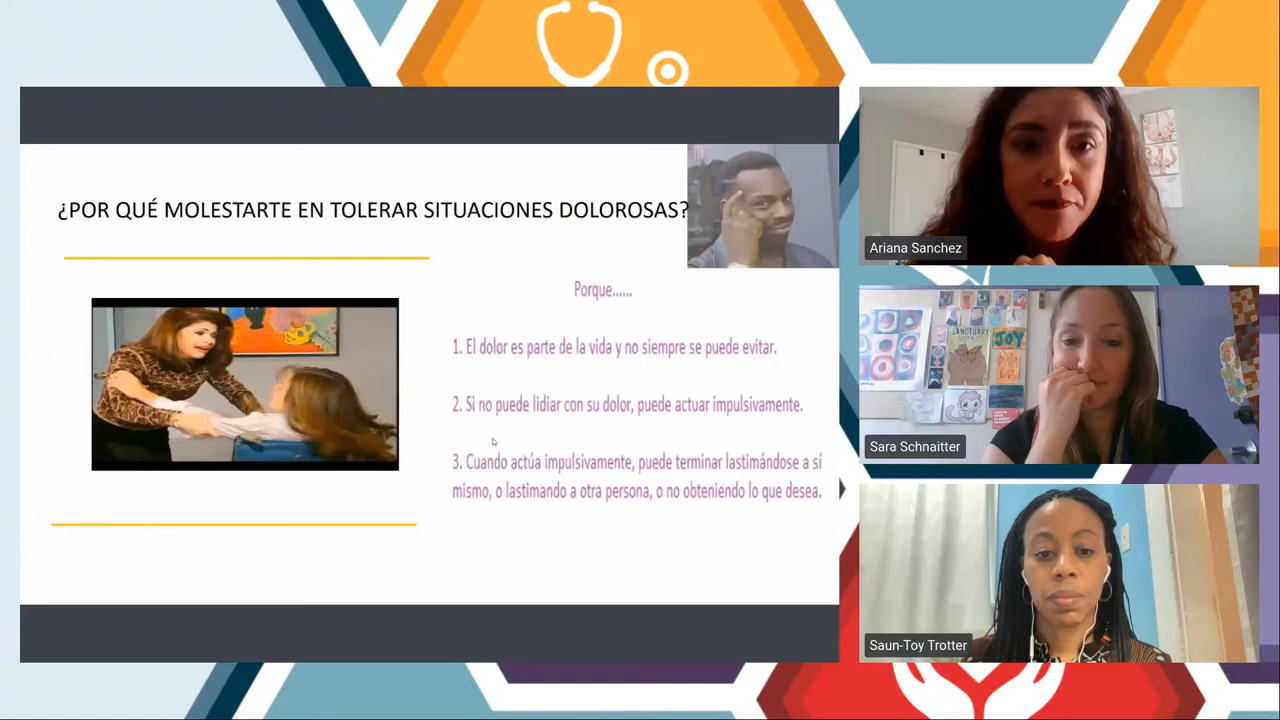 ¿POR QUÉ MOLESTARTE EN TOLERAR SITUACIONES DOLOROSAS?
Porque......
1. El dolor es parte de la vida y no siempre se puede evitar.
2. Si no puede lidiar con su dolor, puede actuar impulsivamente.
3. Cuando actúa impulsivamente, puede terminar lastimándose a sí
mismo, o lastimando a otra persona, o no obteniendo lo que desea.
Ariana Sanchez
SANCTUARY
JOY
Sara Schnaitter
Saun-Toy Trotter